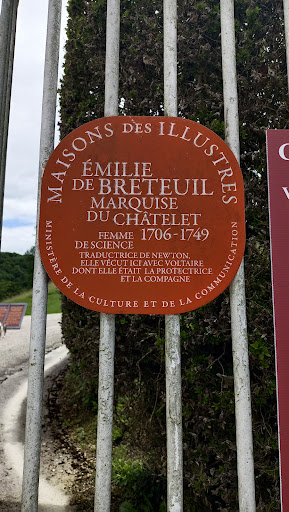 MAISONS DES ILLUSTRES
ÉMILIE
DE BRETEUIL
MARQUISE
DU CHÂTELET
FEMME 1706-1749
DE SCIENCE
TRADUCTRICE DE NEWTON,
ELLE VÉCUT ICI AVEC VOLTAIRE
DONT ELLE ÉTAIT LA PROTECTRICE
ET LA COMPAGNE
MINISTÈRE DE LA CULTURE ET DE LA COMMUNICATION